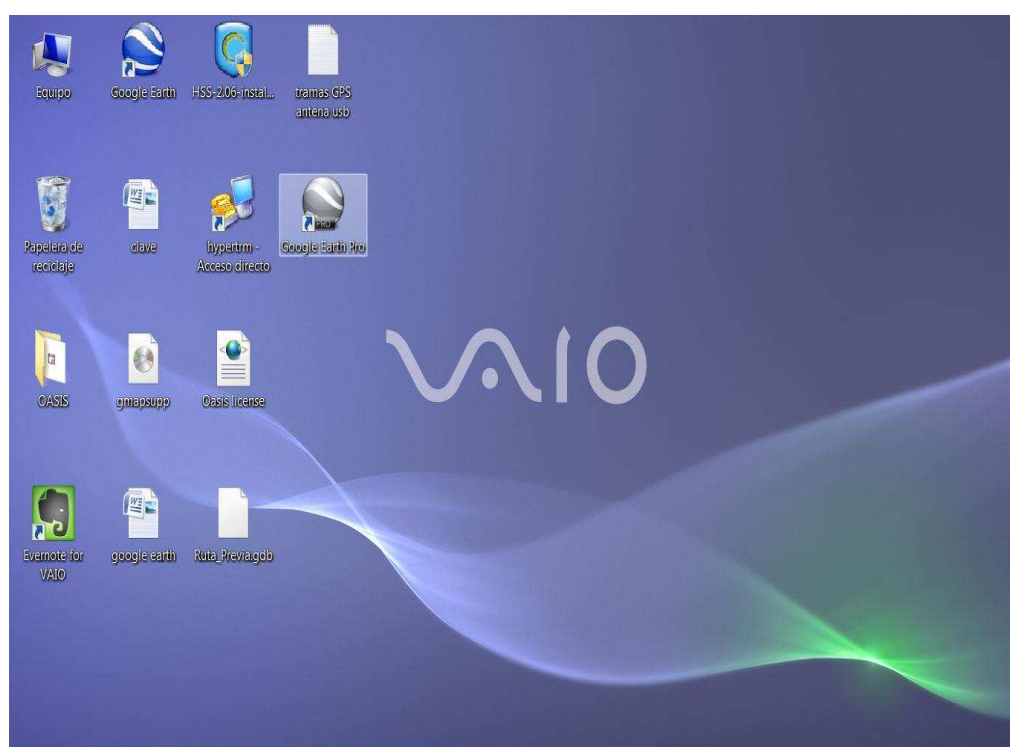 Equipo
Google Earth
HSS-2.06-instal...
tramas GPS
antena usb
Papelera de
reciclaje
clave
hypertrm -
Acceso directo
PRO
Google Earth Pro
OASIS
gmapsupp
Oasis license
VAIO
Evernote for
VAIO
google earth
Ruta_Previa.gdb